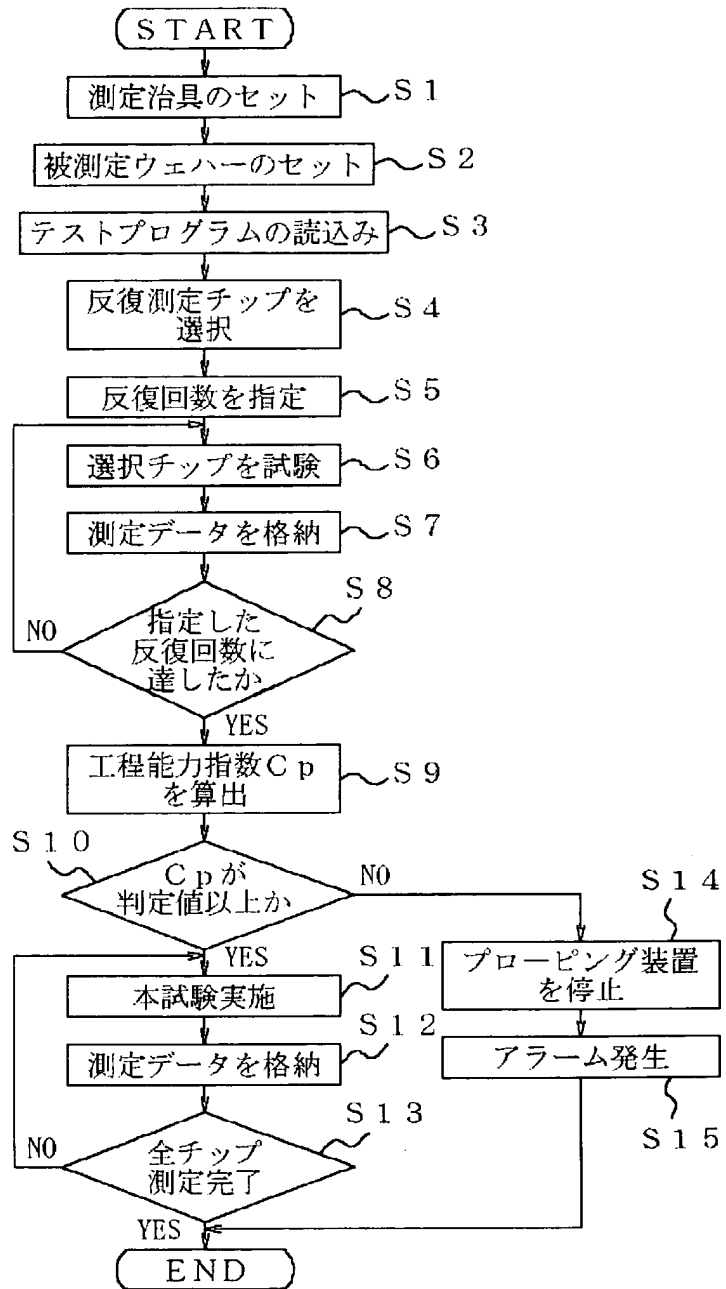 START
測定治具のセット
S1
被測定ウェハーのセット
S2
テストプログラムの読込み
S3
反復測定チップを
選択
S4
反復回数を指定
S5
選択チップを試験
S6
測定データを格納
S7
指定した
反復回数に
達したか
S8
NO
YES
工程能力指数Cp
を算出
S9
S10
Cpが
判定値以上か
NO
YES
S14
プロービング装置
を停止
アラーム発生
S15
本試験実施
S11
測定データを格納
S12
全チップ
測定完了
S13
NO
YES
END